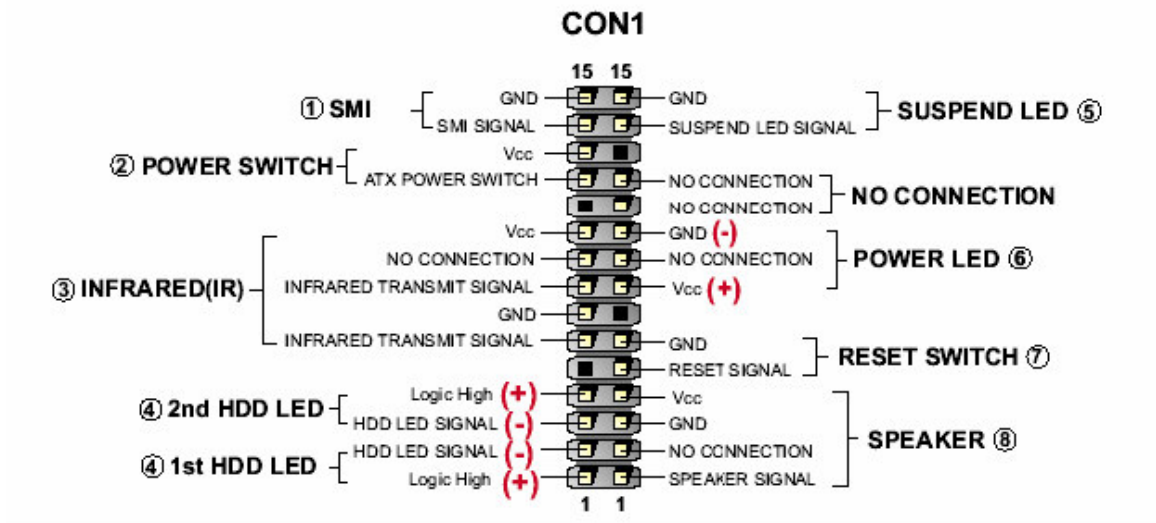 CON1
15 15
① SMI
GND
SMI SIGNAL
GND
SUSPEND LED SIGNAL
SUSPEND LED ⑤
② POWER SWITCH
Vcc
ATX POWER SWITCH
NO CONNECTION
NO CONNECTION
NO CONNECTION
③ INFRARED(IR)
Vcc
NO CONNECTION
INFRARED TRANSMIT SIGNAL
GND
INFRARED TRANSMIT SIGNAL
GND (-)
NO CONNECTION
Vcc (+)
POWER LED ⑥
GND
RESET SIGNAL
RESET SWITCH ⑦
④ 2nd HDD LED
Logic High (+)
HDD LED SIGNAL (-)
④ 1st HDD LED
HDD LED SIGNAL (-)
Logic High (+)
Vcc
GND
NO CONNECTION
SPEAKER SIGNAL
SPEAKER ⑧
1 1